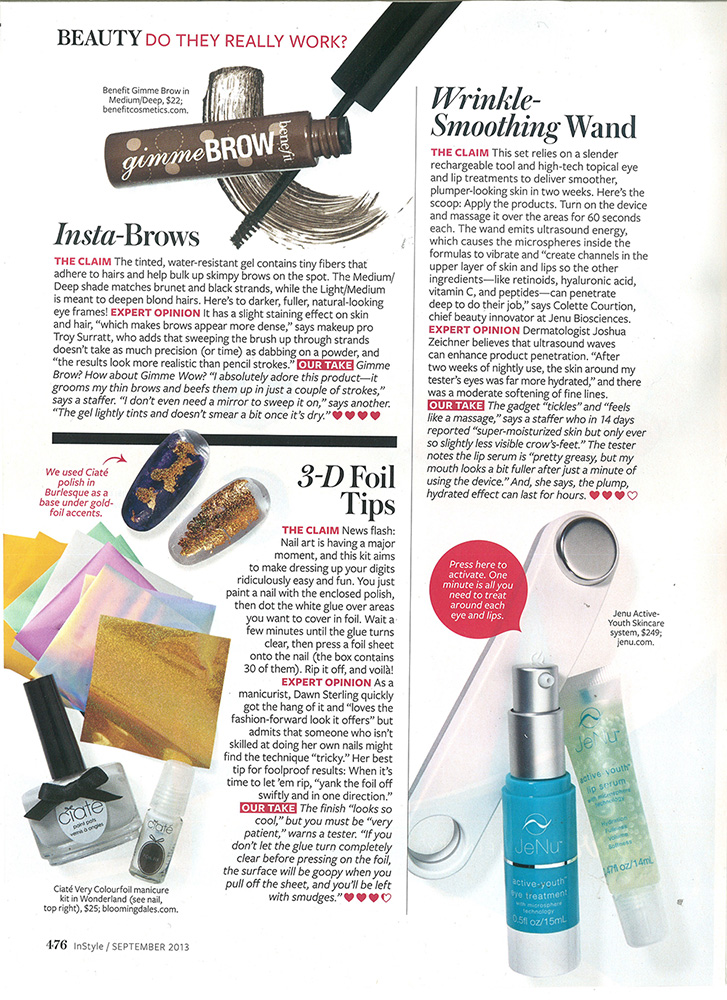 BEAUTY DO THEY REALLY WORK?
Benefit Gimme Brow in
Medium/Deep, $22;
benefitcosmetics.com.
gimmeBROW
benefit
Insta-Brows
THE CLAIM The tinted, water-resistant gel contains tiny fibers that
adhere to hairs and help bulk up skimpy brows on the spot. The Medium/
Deep shade matches brunet and black strands, while the Light/Medium
is meant to deepen blond hairs. Here's to darker, fuller, natural-looking
eye frames! EXPERT OPINION It has a slight staining effect on skin
and hair, “which makes brows appear more dense,” says makeup pro
Troy Surratt, who adds that sweeping the brush up through strands
doesn't take as much precision (or time) as dabbing on a powder, and
“the results look more realistic than pencil strokes.” OUR TAKE Gimme
Brow? How about Gimme Wow? “I absolutely adore this product—it
grooms my thin brows and beefs them up in just a couple of strokes,”
says a staffer. “I don't even need a mirror to sweep it on,” says another.
“The gel lightly tints and doesn't smear a bit once it's dry.” ♥♥♥♥
We used Ciaté
polish in
Burlesque as a
base under gold-
foil accents.
3-D Foil
Tips
THE CLAIM News flash:
Nail art is having a major
moment, and this kit aims
to make dressing up your digits
ridiculously easy and fun. You just
paint a nail with the enclosed polish,
then dot the white glue over areas
you want to cover in foil. Wait a
few minutes until the glue turns
clear, then press a foil sheet
onto the nail (the box contains
30 of them). Rip it off, and voilà!
EXPERT OPINION As a
manicurist, Dawn Sterling quickly
got the hang of it and “loves the
fashion-forward look it offers” but
admits that someone who isn't
skilled at doing her own nails might
find the technique “tricky.” Her best
tip for foolproof results: When it's
time to let 'em rip, “yank the foil off
swiftly and in one direction.”
OUR TAKE The finish “looks so
cool,” but you must be “very
patient,” warns a tester. “If you
don't let the glue turn completely
clear before pressing on the foil,
the surface will be goopy when you
pull off the sheet, and you'll be left
with smudges.” ♥♥♥♡
ciaté
paint pots
vernis à ongles
ciaté
Ciaté Very Colourfoil manicure
kit in Wonderland (see nail,
top right), $25; bloomingdales.com.
Wrinkle-
Smoothing Wand
THE CLAIM This set relies on a slender
rechargeable tool and high-tech topical eye
and lip treatments to deliver smoother,
plumper-looking skin in two weeks. Here's the
scoop: Apply the products. Turn on the device
and massage it over the areas for 60 seconds
each. The wand emits ultrasound energy,
which causes the microspheres inside the
formulas to vibrate and “create channels in the
upper layer of skin and lips so the other
ingredients—like retinoids, hyaluronic acid,
vitamin C, and peptides—can penetrate
deep to do their job,” says Colette Courtion,
chief beauty innovator at Jenu Biosciences.
EXPERT OPINION Dermatologist Joshua
Zeichner believes that ultrasound waves
can enhance product penetration. “After
two weeks of nightly use, the skin around my
tester's eyes was far more hydrated,” and there
was a moderate softening of fine lines.
OUR TAKE The gadget “tickles” and “feels
like a massage,” says a staffer who in 14 days
reported “super-moisturized skin but only ever
so slightly less visible crow's-feet.” The tester
notes the lip serum is “pretty greasy, but my
mouth looks a bit fuller after just a minute of
using the device.” And, she says, the plump,
hydrated effect can last for hours. ♥♥♥♡
Press here to
activate. One
minute is all you
need to treat
around each
eye and lips.
Jenu Active-
Youth Skincare
system, $249;
jenu.com.
JeNu™
active-youth™
lip serum
with microsphere
technology
.47fl oz/14mL
JeNu™
active-youth™
eye treatment
with microsphere
technology
0.5fl oz/15mL
476 InStyle / SEPTEMBER 2013